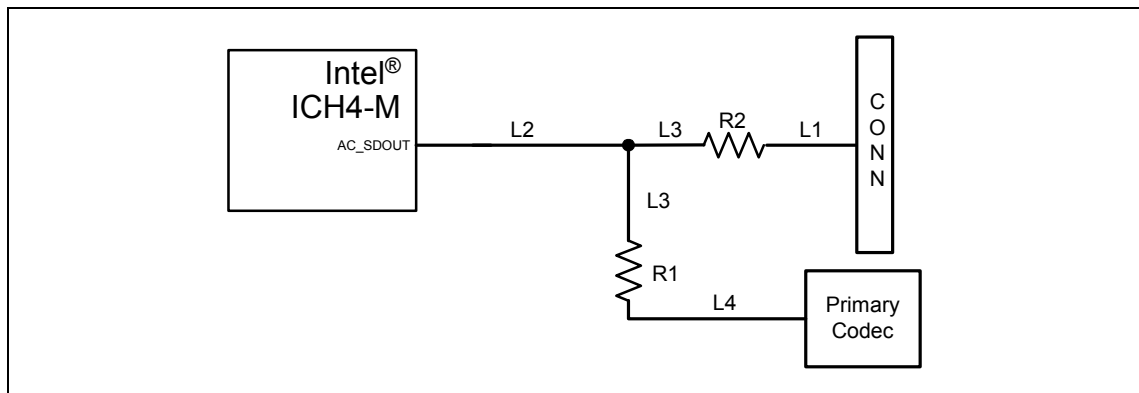 Intel®
ICH4-M
AC_SDOUT
L2
L3
R2
L1
C
O
N
N
L3
R1
L4
Primary
Codec